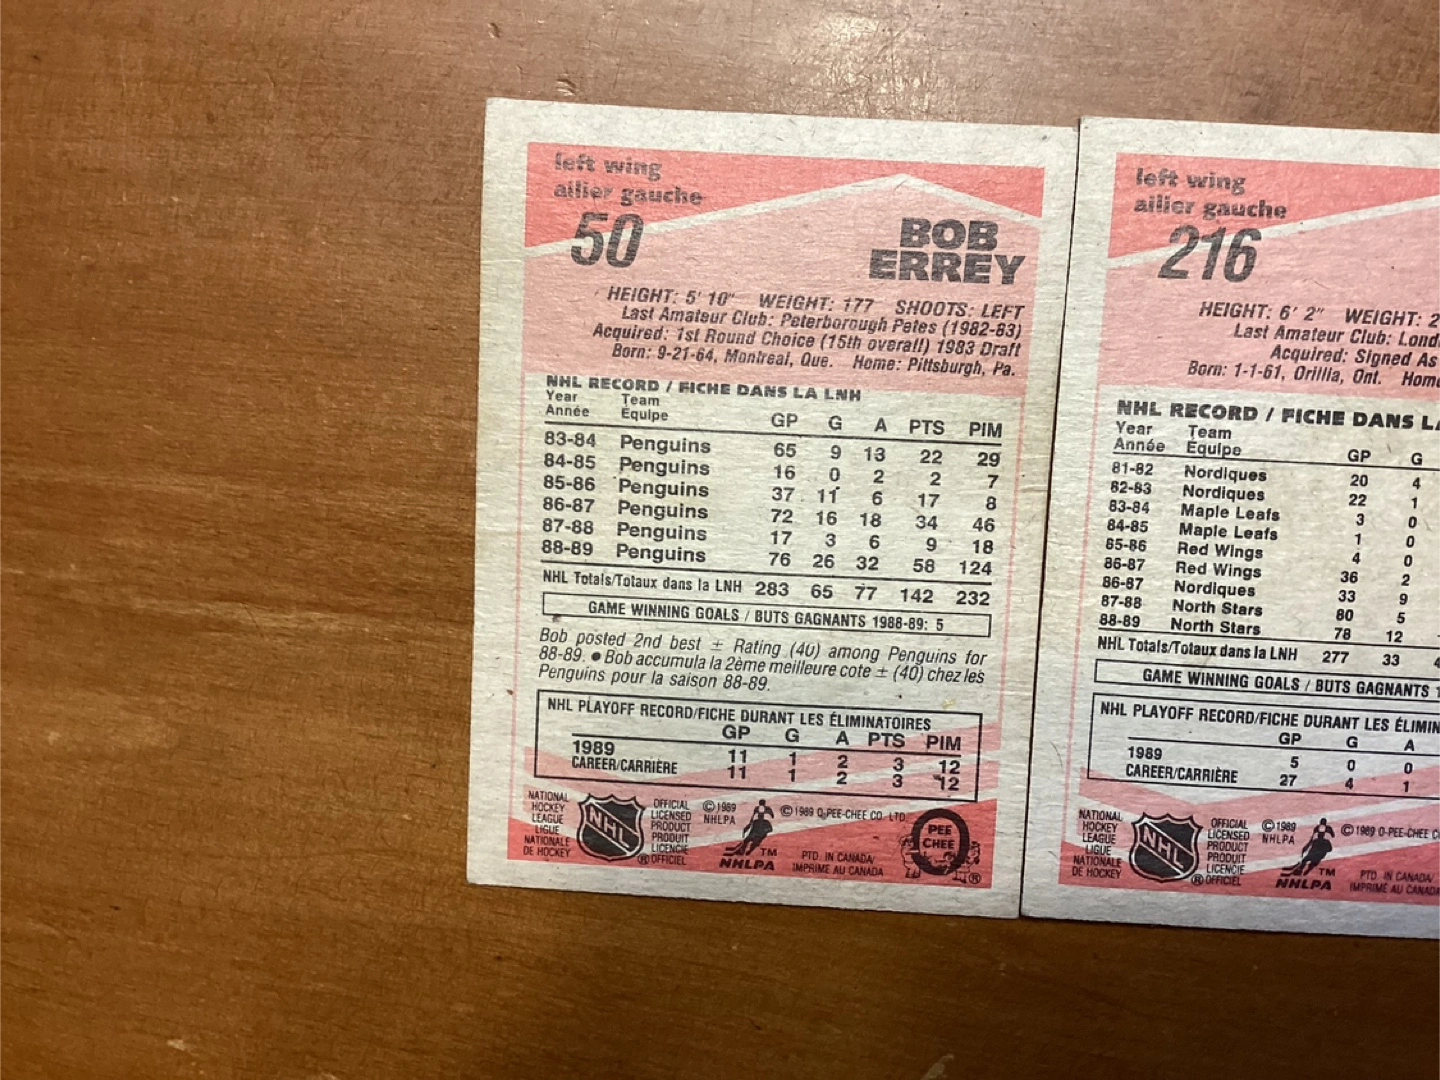 left wing
ailier gauche
50
BOB
ERREY
HEIGHT: 5' 10" WEIGHT: 177 SHOOTS: LEFT
Last Amateur Club: Peterborough Petes (1982-83)
Acquired: 1st Round Choice (15th overall) 1983 Draft
Born: 9-21-64, Montreal, Que. Home: Pittsburgh, Pa.
NHL RECORD / FICHE DANS LA LNH
Year Team
Année Équipe GP G A PTS PIM
83-84 Penguins 65 9 13 22 29
84-85 Penguins 16 0 2 2 7
85-86 Penguins 37 11 6 17 8
86-87 Penguins 72 16 18 34 46
87-88 Penguins 17 3 6 9 18
88-89 Penguins 76 26 32 58 124
NHL Totals/Totaux dans la LNH 283 65 77 142 232
GAME WINNING GOALS / BUTS GAGNANTS 1988-89: 5
Bob posted 2nd best ± Rating (40) among Penguins for
88-89. ● Bob accumula la 2ème meilleure cote ± (40) chez les
Penguins pour la saison 88-89.
NHL PLAYOFF RECORD/FICHE DURANT LES ÉLIMINATOIRES
GP G A PTS PIM
1989 11 1 2 3 12
CAREER/CARRIÈRE 11 1 2 3 12
NATIONAL
HOCKEY
LEAGUE
LIGUE
NATIONALE
DE HOCKEY
NHL
OFFICIAL
LICENSED
PRODUCT
PRODUIT
LICENCIÉ
® OFFICIEL
© 1989
NHLPA
TM
NHLPA
© 1989 O-PEE-CHEE CO. LTD.
PTD. IN CANADA/
IMPRIMÉ AU CANADA
PEE
CHEE
®
left wing
ailier gauche
216
HEIGHT: 6' 2" WEIGHT: 2
Last Amateur Club: Lond
Acquired: Signed As
Born: 1-1-61, Orillia, Ont. Home
NHL RECORD / FICHE DANS L
Year Team
Année Équipe GP G
81-82 Nordiques 20 4
82-83 Nordiques 22 1
83-84 Maple Leafs 3 0
84-85 Maple Leafs 1 0
85-86 Red Wings 4 0
86-87 Red Wings 36 2
86-87 Nordiques 33 9
87-88 North Stars 80 5
88-89 North Stars 78 12
NHL Totals/Totaux dans la LNH 277 33 4
GAME WINNING GOALS / BUTS GAGNANTS 1
NHL PLAYOFF RECORD/FICHE DURANT LES ÉLIMIN
GP G A
1989 5 0 0
CAREER/CARRIÈRE 27 4 1
NATIONAL
HOCKEY
LEAGUE
LIGUE
NATIONALE
DE HOCKEY
NHL
OFFICIAL
LICENSED
PRODUCT
PRODUIT
LICENCIÉ
® OFFICIEL
© 1989
NHLPA
TM
NHLPA
© 1989 O-PEE-CHEE C
PTD. IN CANADA/
IMPRIMÉ AU CANADA